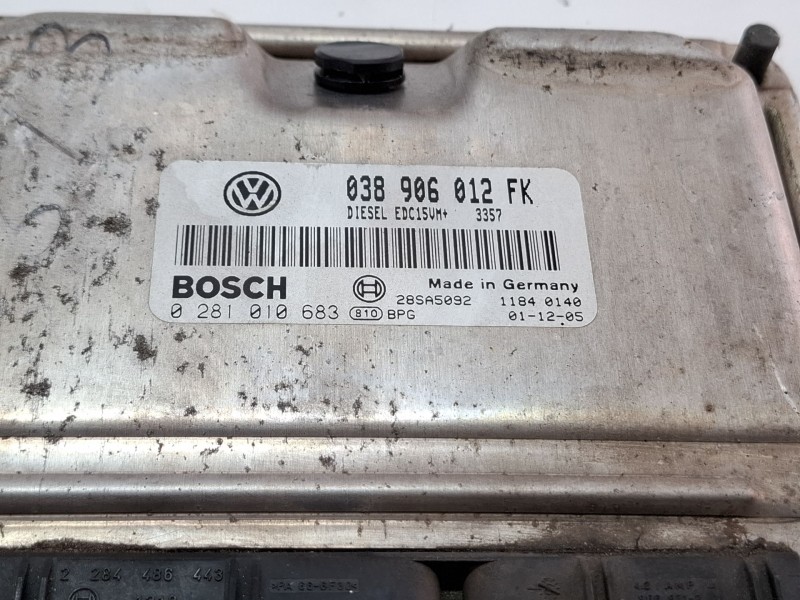 VW 038 906 012 FK
DIESEL EDC15VM+ 3357
BOSCH Made in Germany
28SA5092 1184 0140
0 281 010 683 810 BPG 01-12-05
2 284 486 443